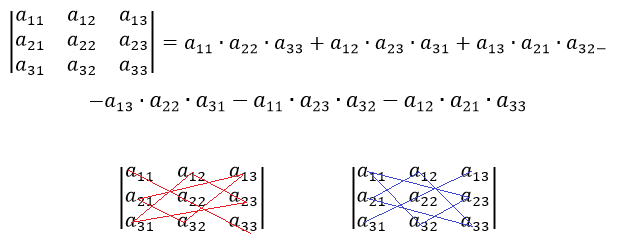 |a₁₁ a₁₂ a₁₃|
|a₂₁ a₂₂ a₂₃| = a₁₁ · a₂₂ · a₃₃ + a₁₂ · a₂₃ · a₃₁ + a₁₃ · a₂₁ · a₃₂₋
|a₃₁ a₃₂ a₃₃|
−a₁₃ · a₂₂ · a₃₁ − a₁₁ · a₂₃ · a₃₂ − a₁₂ · a₂₁ · a₃₃
|a₁₁ a₁₂ a₁₃| |a₁₁ a₁₂ a₁₃|
|a₂₁ a₂₂ a₂₃| |a₂₁ a₂₂ a₂₃|
|a₃₁ a₃₂ a₃₃| |a₃₁ a₃₂ a₃₃|